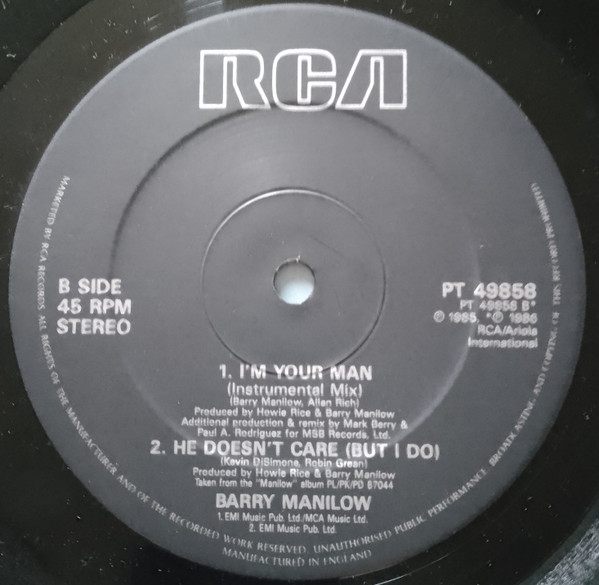 RCA
B SIDE
45 RPM
STEREO
PT 49858
PT 49858 B*
℗ 1985. *℗ 1986
RCA/Ariola
International
1. I'M YOUR MAN
(Instrumental Mix)
(Barry Manilow, Allan Rich)
Produced by Howie Rice & Barry Manilow
Additional production & remix by Mark Berry &
Paul A. Rodriguez for MSB Records, Ltd.
2. HE DOESN'T CARE (BUT I DO)
(Kevin DiSimone, Robin Grean)
Produced by Howie Rice & Barry Manilow
Taken from the "Manilow" album PL/PK/PD 87044
BARRY MANILOW
1. EMI Music Pub. Ltd./MCA Music Ltd.
2. EMI Music Pub. Ltd.
MARKETED BY RCA RECORDS. ALL RIGHTS OF THE MANUFACTURER AND OF THE RECORDED WORK RESERVED. UNAUTHORISED PUBLIC PERFORMANCE, BROADCASTING AND COPYING OF THIS RECORD PROHIBITED
MANUFACTURED IN ENGLAND